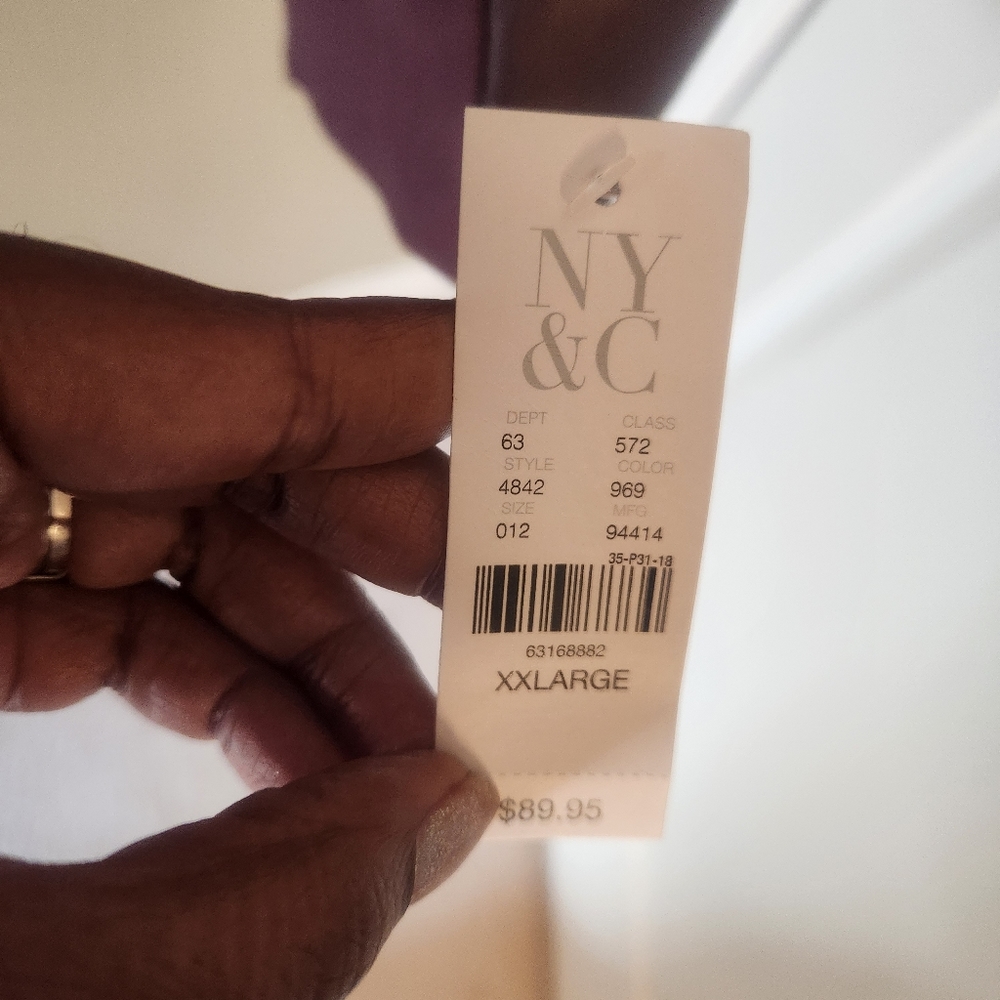 NY
&C
DEPT CLASS
63 572
STYLE COLOR
4842 969
SIZE MFG
012 94414
35-P31-18
63168882
XXLARGE
$89.95